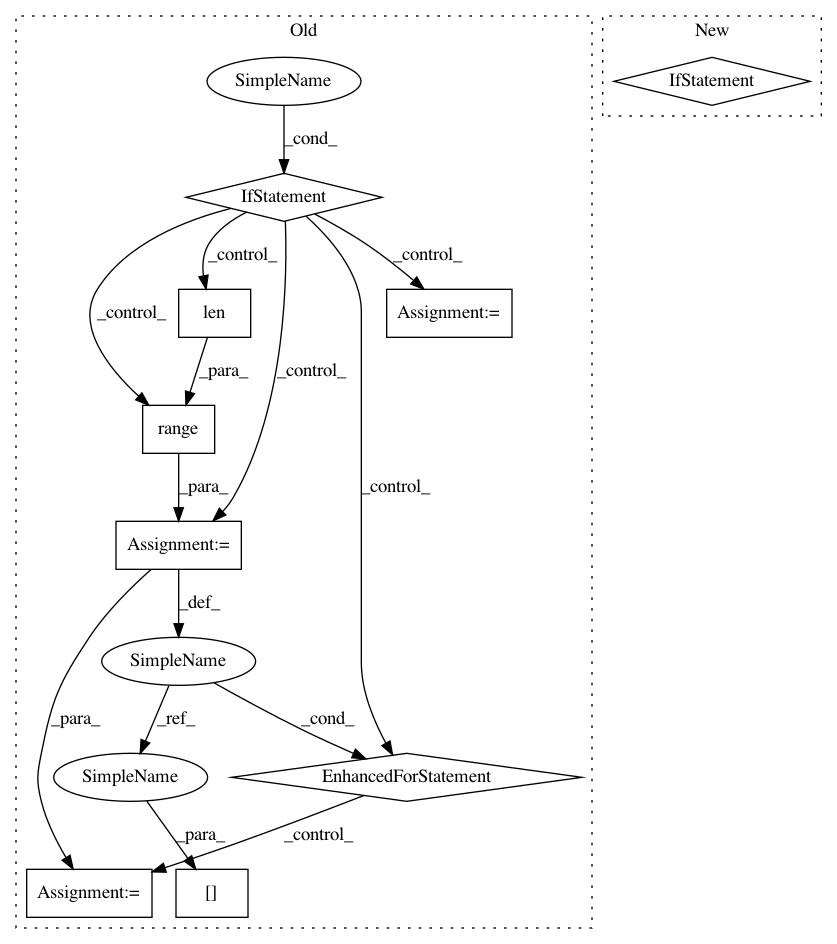 Old
New
SimpleName
IfStatement
_cond_
IfStatement
_control_
_control_
_control_
len
Assignment:=
_para_
_control_
range
_para_
_control_
Assignment:=
_def_
SimpleName
_para_
_ref_
_cond_
SimpleName
EnhancedForStatement
_para_
_control_
Assignment:=
[]